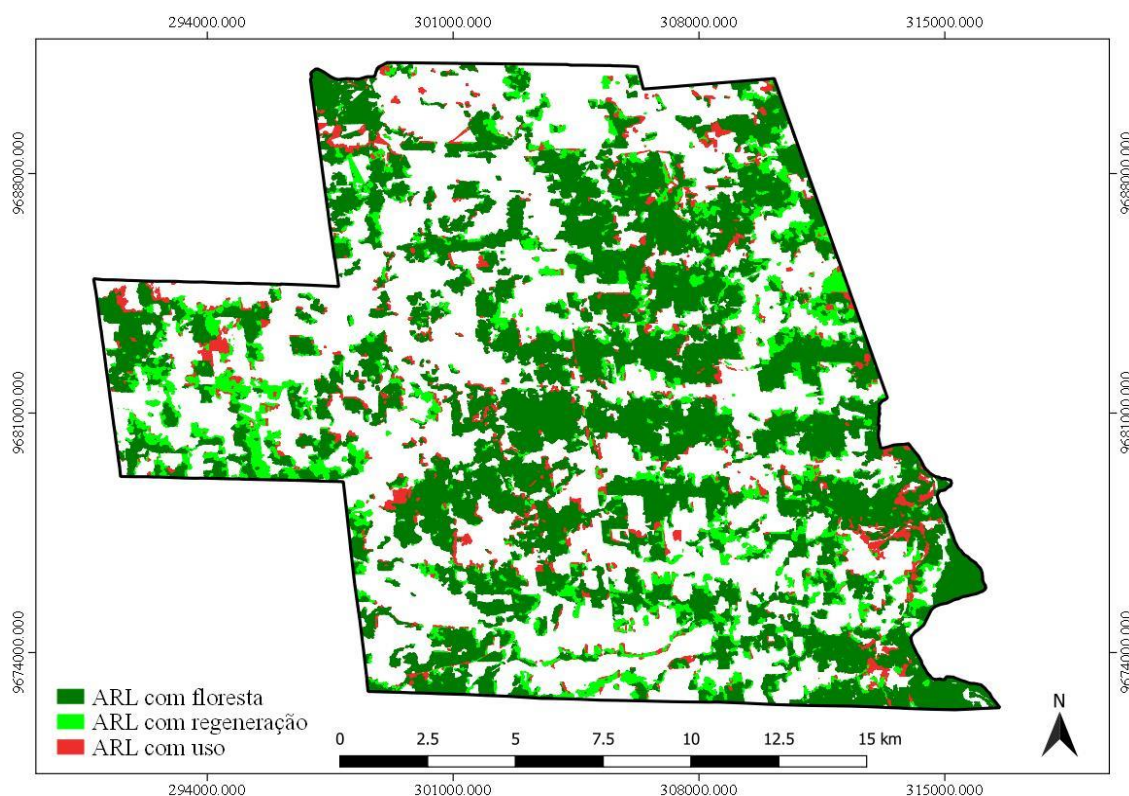 294000.000 301000.000 308000.000 315000.000
9688000.000 9688000.000
9681000.000 9681000.000
9674000.000 9674000.000
ARL com floresta
ARL com regeneração
ARL com uso
0 2.5 5 7.5 10 12.5 15 km
N
294000.000 301000.000 308000.000 315000.000